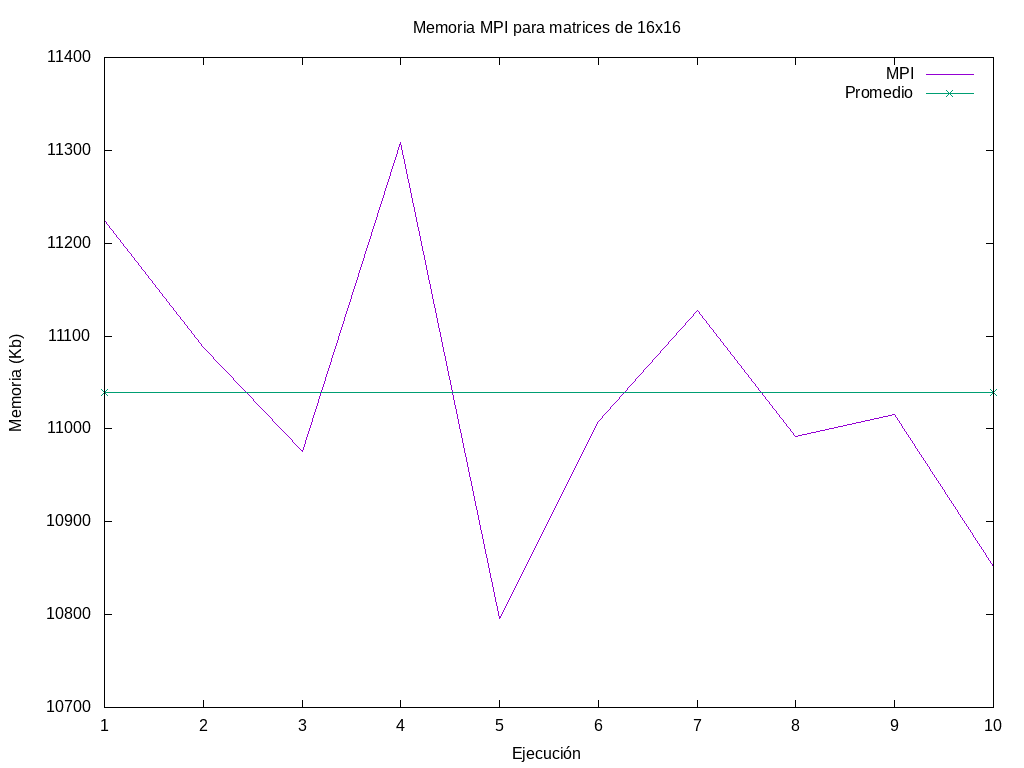 Memoria MPI para matrices de 16x16
11400
11300
11200
11100
11000
10900
10800
10700
Memoria (Kb)
MPI
Promedio
1 2 3 4 5 6 7 8 9 10
Ejecución